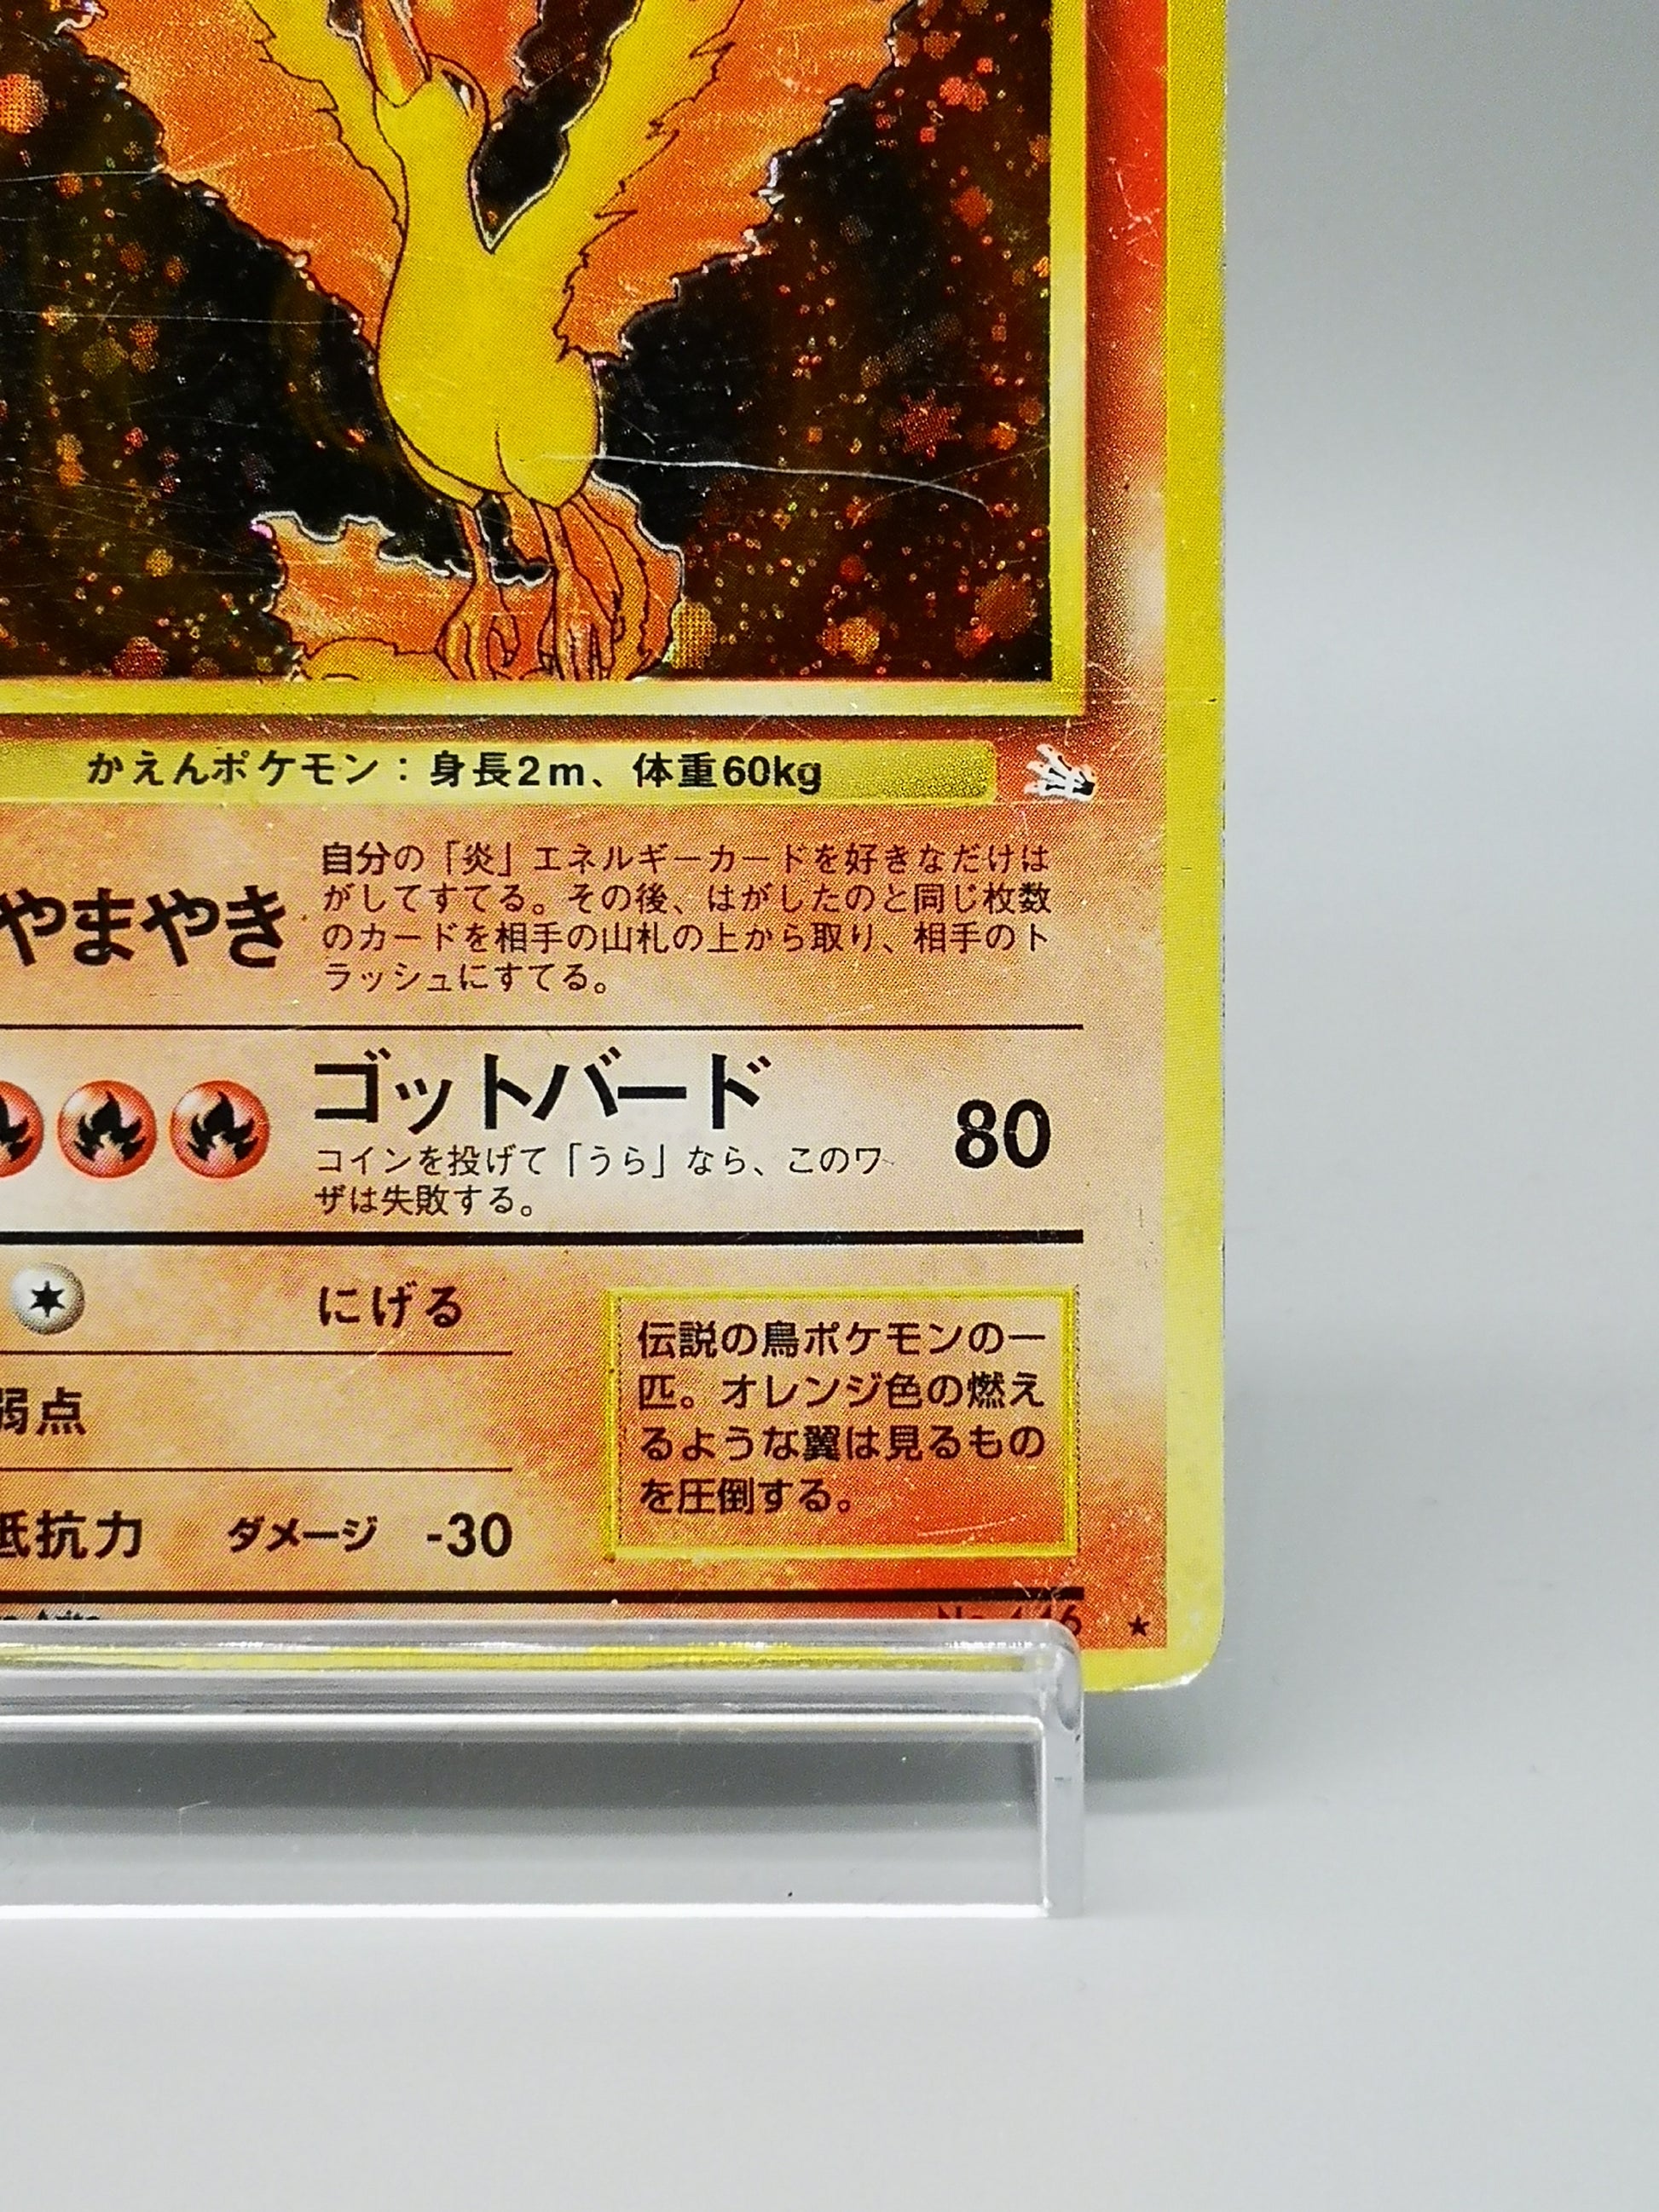 かえんポケモン：身長2m、体重60kg
やまやき
自分の「炎」エネルギーカードを好きなだけは
がしてすてる。その後、はがしたのと同じ枚数
のカードを相手の山札の上から取り、相手のト
ラッシュにすてる。
ゴットバード
80
コインを投げて「うら」なら、このワ
ザは失敗する。
にげる
伝説の鳥ポケモンの一
匹。オレンジ色の燃え
るような翼は見るもの
を圧倒する。
弱点
抵抗力 ダメージ -30